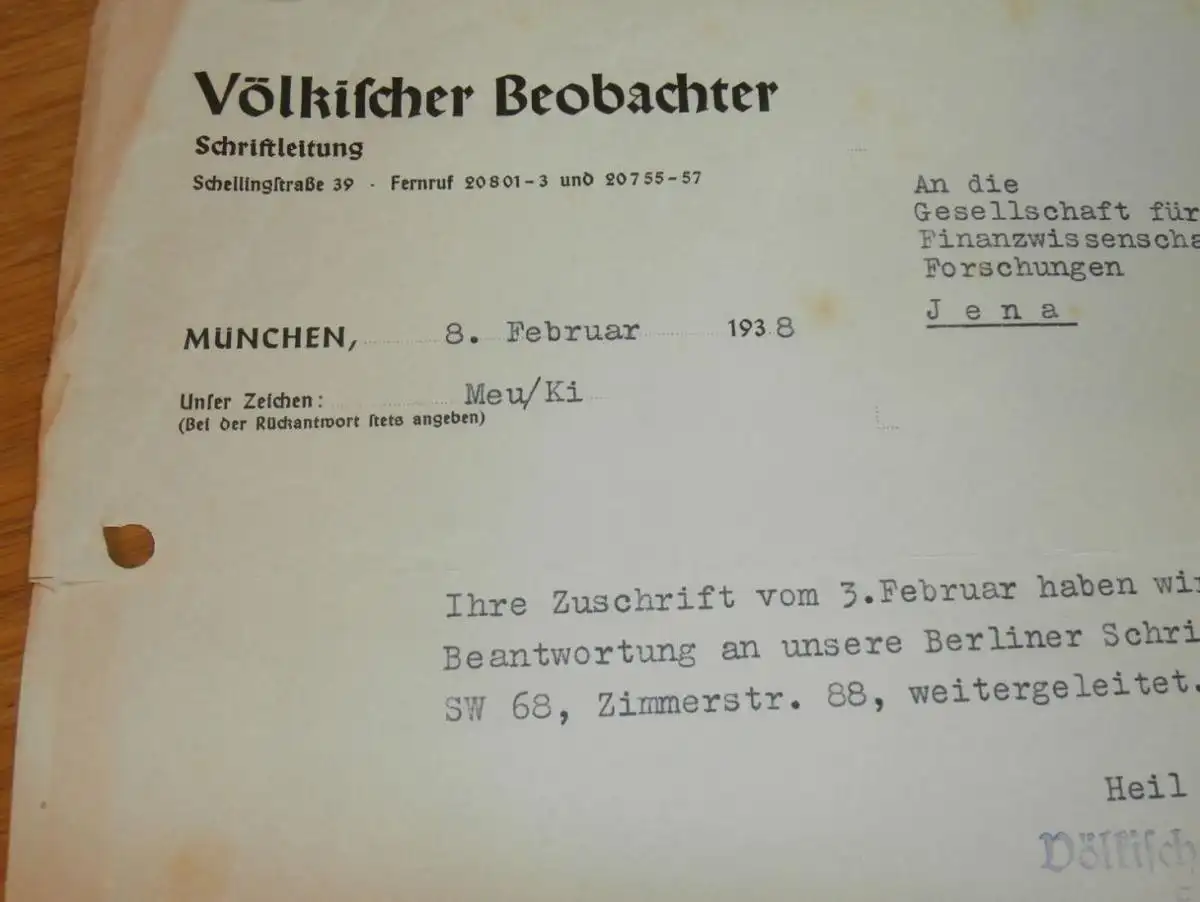 Völkiſcher Beobachter
Schriftleitung
Schellingſtraße 39 · Fernruf 20801-3 und 20755-57
An die
Gesellschaft für
Finanzwissenscha
Forschungen
Jena
MÜNCHEN, 8. Februar 1938
Unſer Zeichen: Meu/Ki
(Bei der Rückantwort ſtets angeben)
Ihre Zuschrift vom 3.Februar haben wir
Beantwortung an unsere Berliner Schri
SW 68, Zimmerstr. 88, weitergeleitet.
Heil
Völkiſch